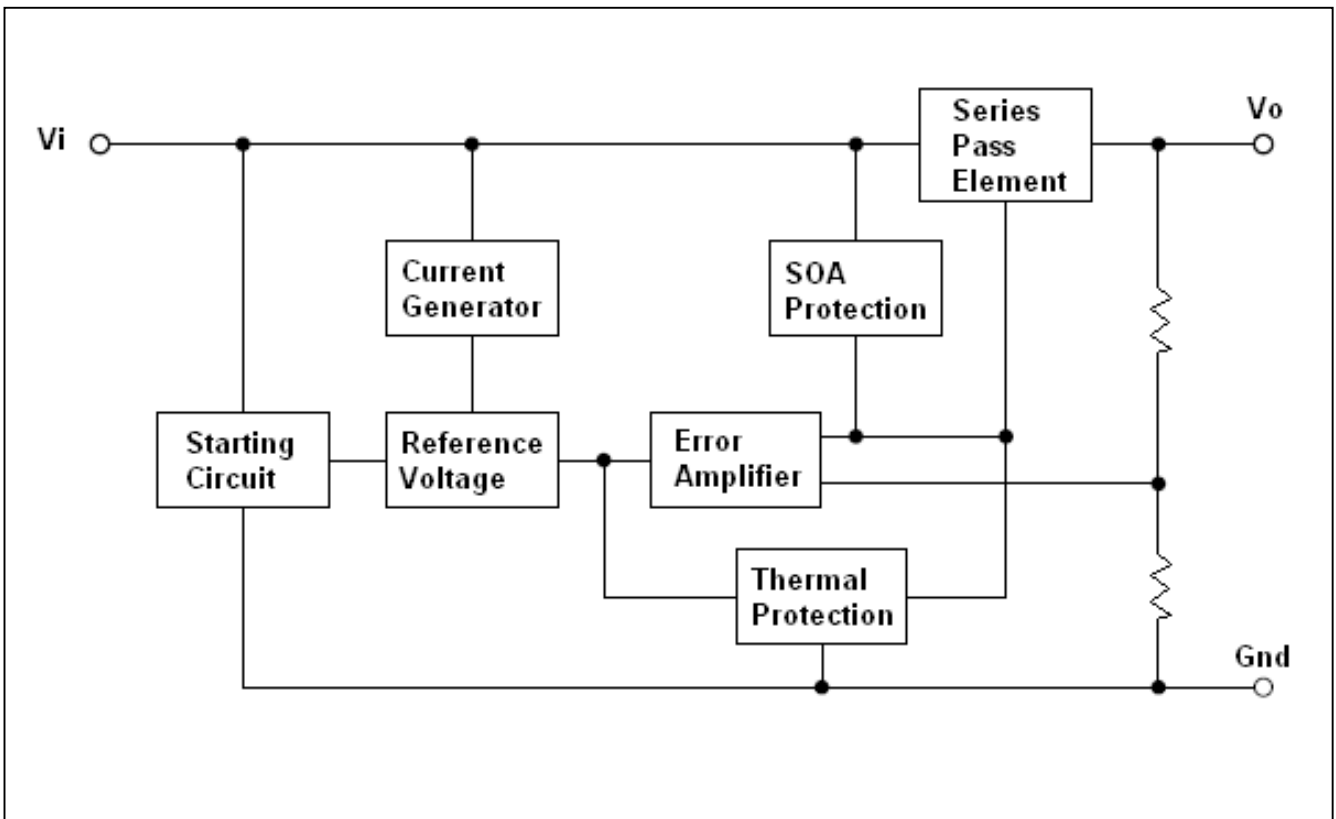 Vi
Series
Pass
Element
Vo
Current
Generator
SOA
Protection
Starting
Circuit
Reference
Voltage
Error
Amplifier
Thermal
Protection
Gnd